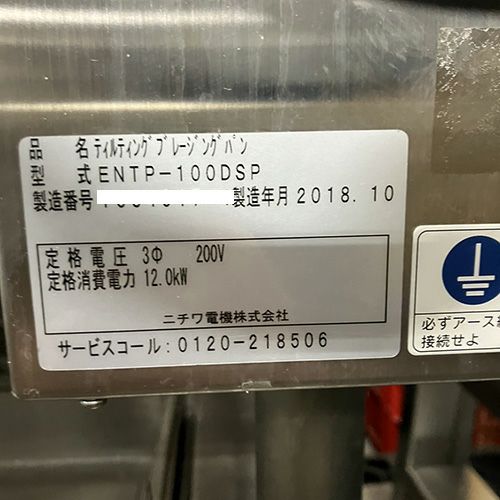 品 名 ティルティングブレージングパン
型 式 ENTP-100DSP
製造番号 製造年月 2018.10
定格電圧 3Φ 200V
定格消費電力 12.0kW
ニチワ電機株式会社
サービスコール:0120-218506
必ずアース
接続せよ